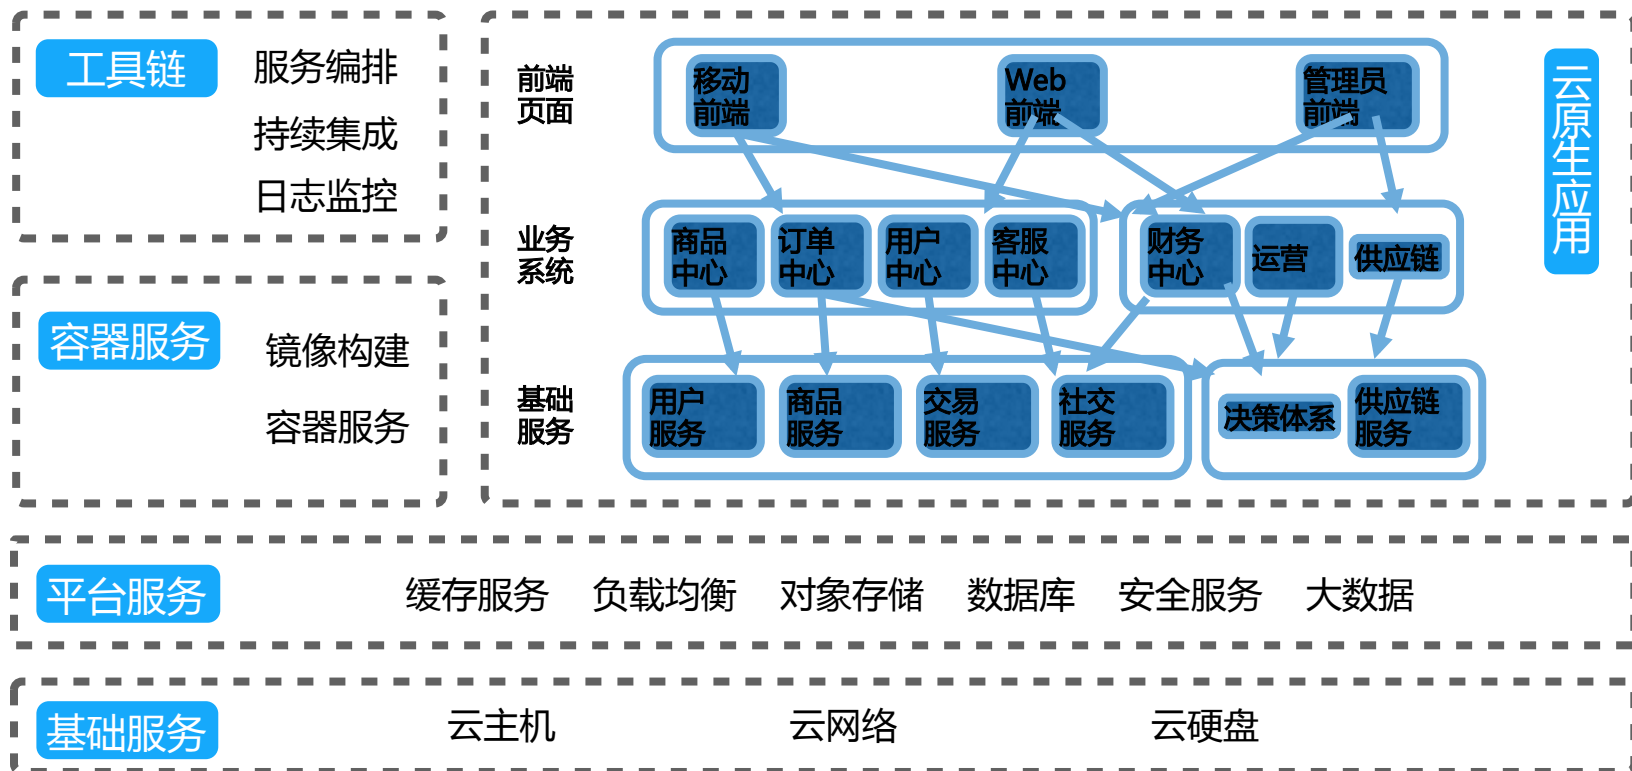 工具链
服务编排
持续集成
日志监控
容器服务
镜像构建
容器服务
云原生应用
前端
页面
移动
前端
Web
前端
管理员
前端
业务
系统
商品
中心
订单
中心
用户
中心
客服
中心
财务
中心
运营
供应链
基础
服务
用户
服务
商品
服务
交易
服务
社交
服务
决策体系
供应链
服务
平台服务
缓存服务 负载均衡 对象存储 数据库 安全服务 大数据
基础服务
云主机 云网络 云硬盘